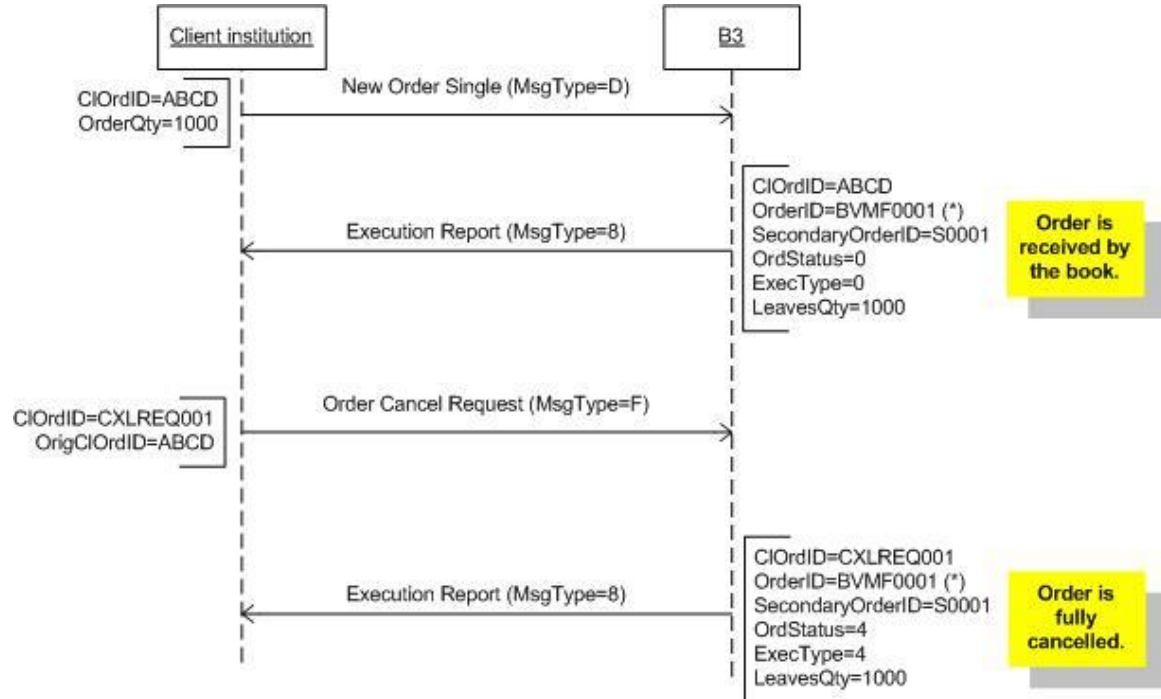 Client institution
B3
New Order Single (MsgType=D)
ClOrdID=ABCD
OrderQty=1000
ClOrdID=ABCD
OrderID=BVMF0001 (*)
SecondaryOrderID=S0001
OrdStatus=0
ExecType=0
LeavesQty=1000
Order is
received by
the book.
Execution Report (MsgType=8)
ClOrdID=CXLREQ001
OrigClOrdID=ABCD
Order Cancel Request (MsgType=F)
ClOrdID=CXLREQ001
OrderID=BVMF0001 (*)
SecondaryOrderID=S0001
OrdStatus=4
ExecType=4
LeavesQty=1000
Execution Report (MsgType=8)
Order is
fully
cancelled.